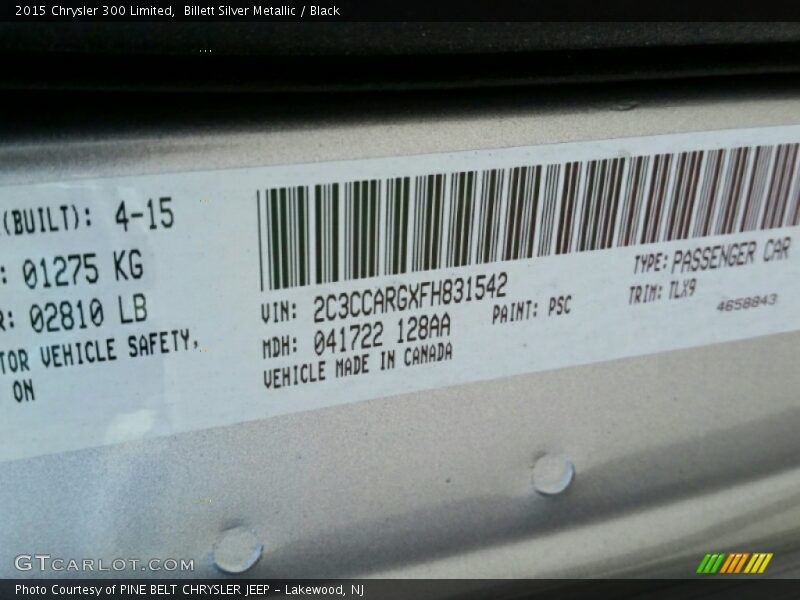 2015 Chrysler 300 Limited,  Billett Silver Metallic / Black
(BUILT): 4-15
: 01275 KG
R: 02810 LB
TOR VEHICLE SAFETY,
ON
VIN: 2C3CCARGXFH831542
MDH: 041722 128AA
VEHICLE MADE IN CANADA
PAINT: PSC
TYPE: PASSENGER CAR
TRIM: TLX9
4658843
GTCARLOT.COM
Photo Courtesy of PINE BELT CHRYSLER JEEP - Lakewood, NJ